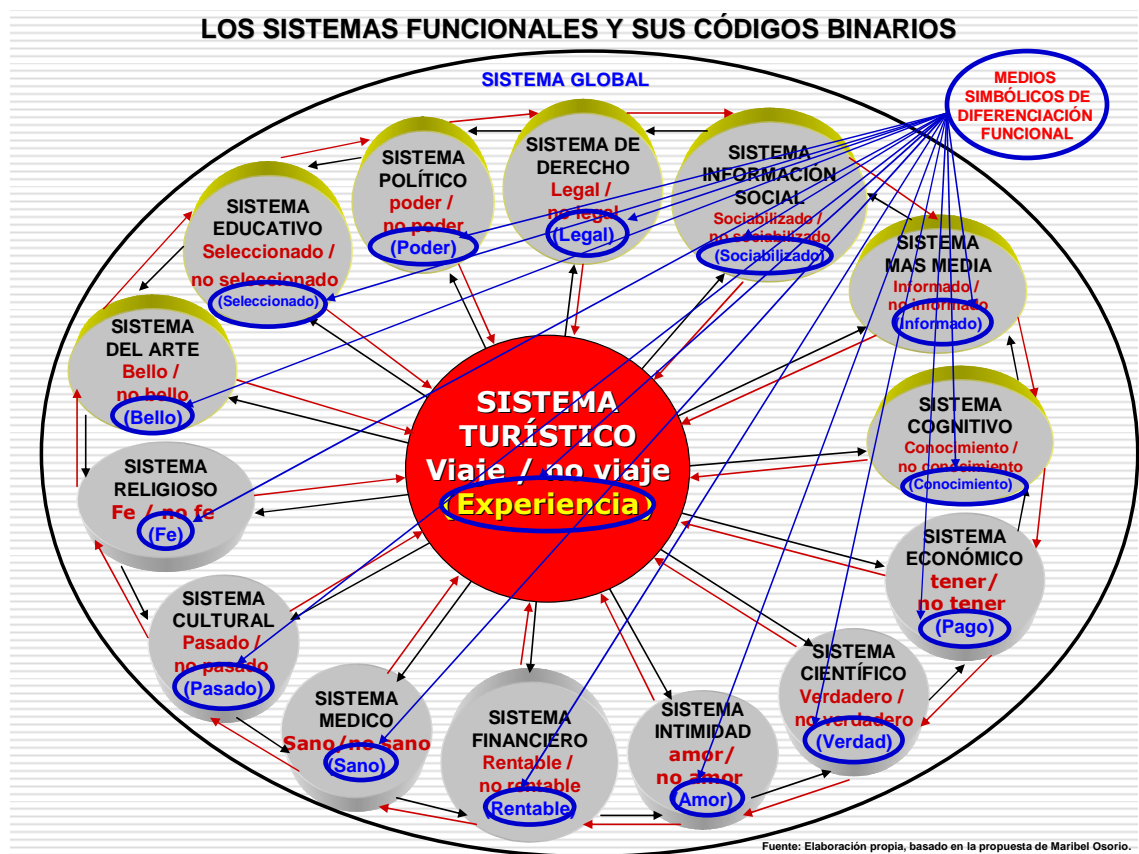 LOS SISTEMAS FUNCIONALES Y SUS CÓDIGOS BINARIOS
SISTEMA GLOBAL
MEDIOS
SIMBÓLICOS DE
DIFERENCIACIÓN
FUNCIONAL
SISTEMA
POLÍTICO
poder /
no poder
(Poder)
SISTEMA DE
DERECHO
Legal /
no legal
(Legal)
SISTEMA
INFORMACIÓN
SOCIAL
Sociabilizado /
no sociabilizado
(Sociabilizado)
SISTEMA
EDUCATIVO
Seleccionado /
no seleccionado
(Seleccionado)
SISTEMA
MAS MEDIA
Informado /
no informado
(Informado)
SISTEMA
DEL ARTE
Bello /
no bello
(Bello)
SISTEMA
TURÍSTICO
Viaje / no viaje
(Experiencia)
SISTEMA
COGNITIVO
Conocimiento /
no conocimiento
(Conocimiento)
SISTEMA
RELIGIOSO
Fe / no fe
(Fe)
SISTEMA
ECONÓMICO
tener/
no tener
(Pago)
SISTEMA
CULTURAL
Pasado /
no pasado
(Pasado)
SISTEMA
CIENTÍFICO
Verdadero /
no verdadero
(Verdad)
SISTEMA
MEDICO
Sano/no sano
(Sano)
SISTEMA
FINANCIERO
Rentable /
no rentable
(Rentable)
SISTEMA
INTIMIDAD
amor/
no amor
(Amor)
Fuente: Elaboración propia, basado en la propuesta de Maribel Osorio.